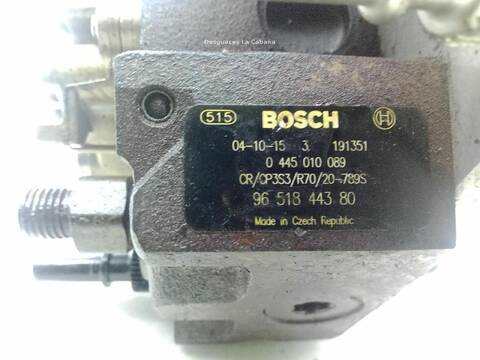 Desguaces La Cabaña
515 BOSCH
04-10-15 3 191351
0 445 010 089
CR/CP3S3/R70/20-789S
96 518 443 80
Made in Czech Republic